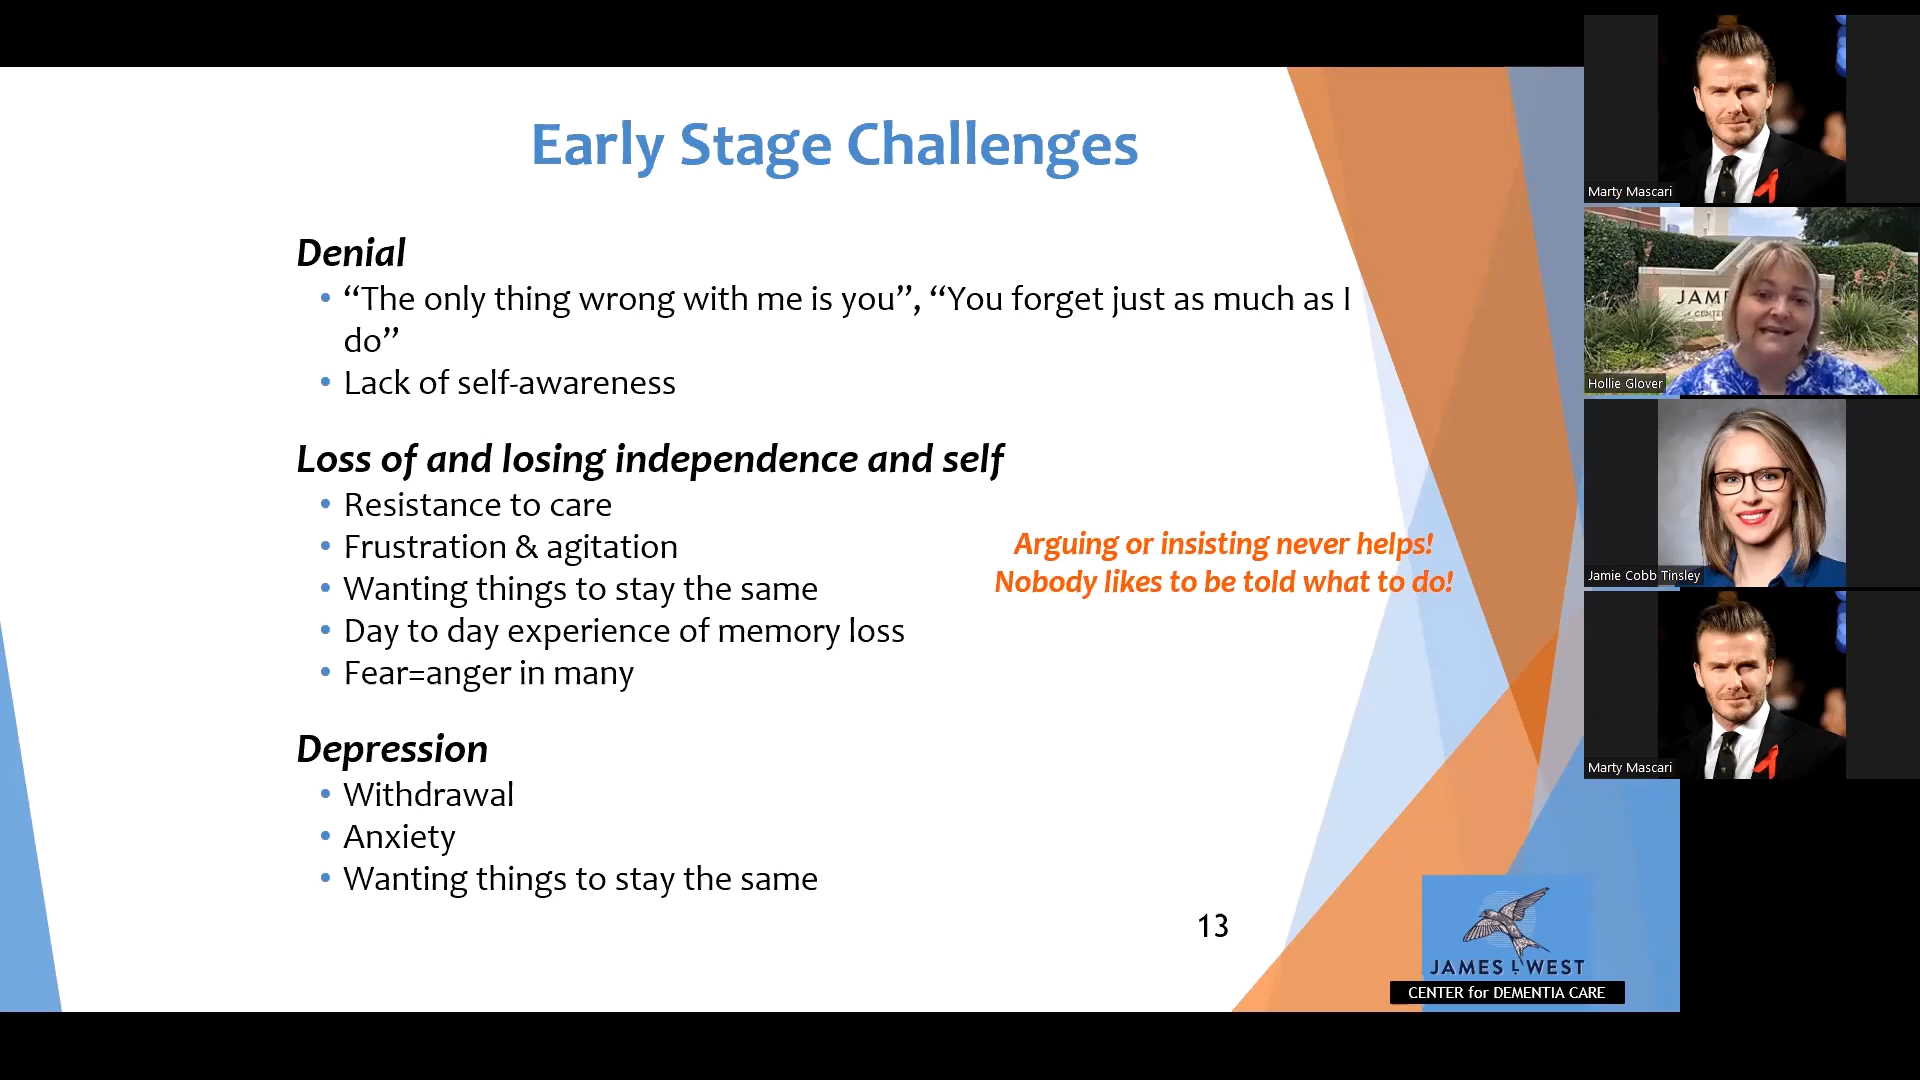 Early Stage Challenges
Denial
• “The only thing wrong with me is you”, “You forget just as much as I
do”
• Lack of self-awareness
Loss of and losing independence and self
• Resistance to care
• Frustration & agitation
• Wanting things to stay the same
• Day to day experience of memory loss
• Fear=anger in many
Arguing or insisting never helps!
Nobody likes to be told what to do!
Depression
• Withdrawal
• Anxiety
• Wanting things to stay the same
13
JAMES L WEST
CENTER for DEMENTIA CARE
Marty Mascari
JAM
CENTE
Hollie Glover
Jamie Cobb Tinsley
Marty Mascari